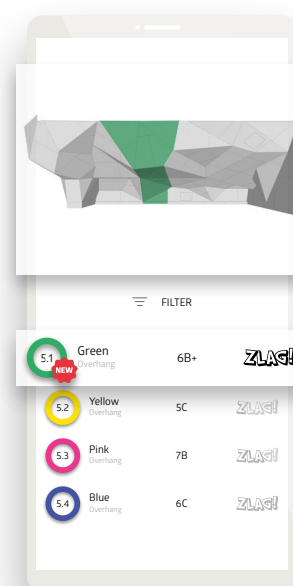 FILTER
5.1 NEW Green 6B+ ZLAG!
Overhang
5.2 Yellow 5C ZLAG!
Overhang
5.3 Pink 7B ZLAG!
Overhang
5.4 Blue 6C ZLAG!
Overhang